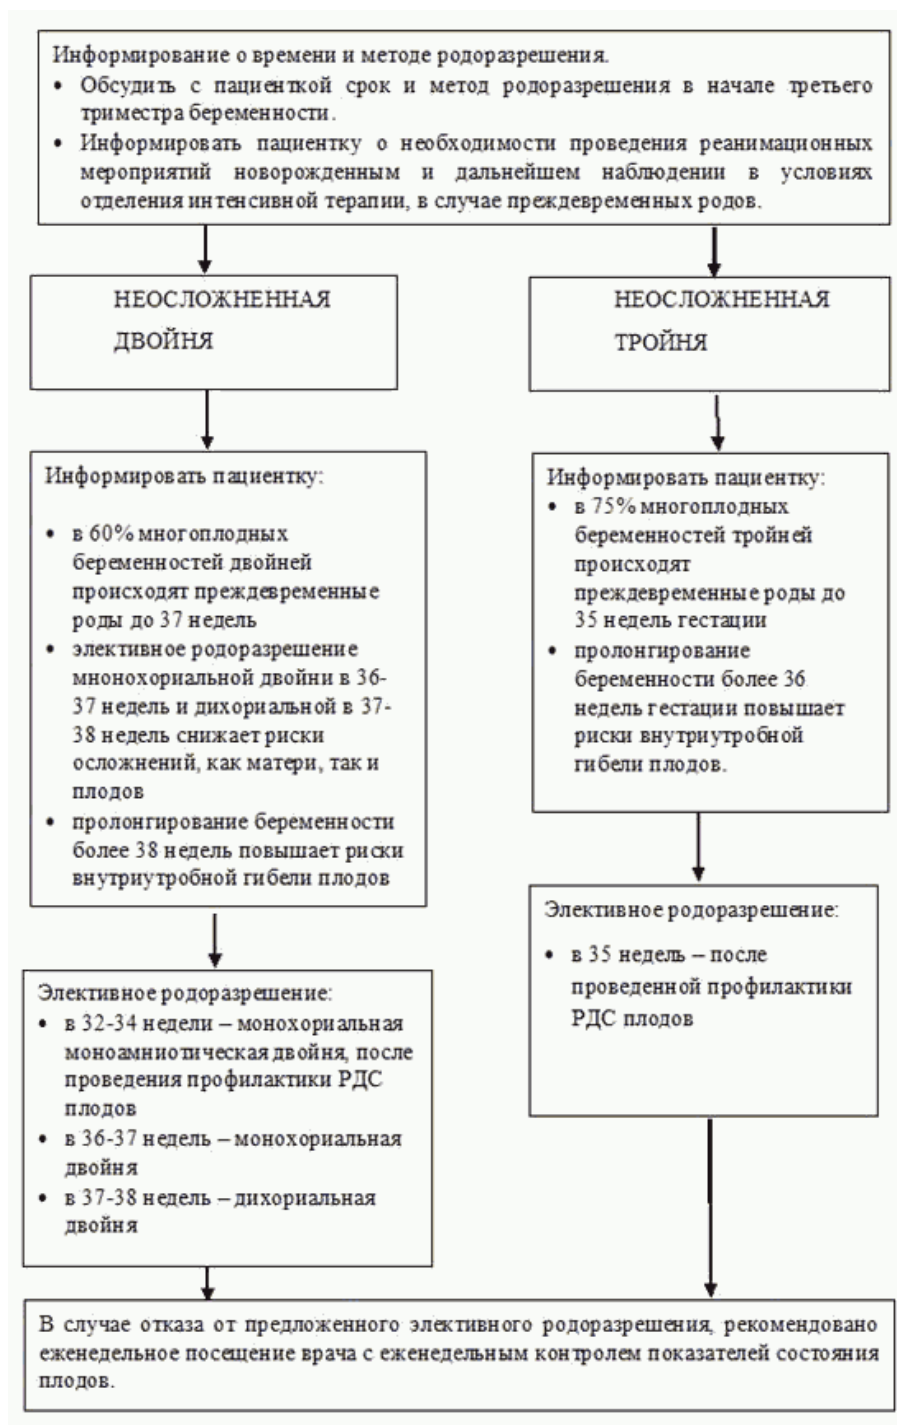 Информирование о времени и методе родоразрешения.
• Обсудить с пациенткой срок и метод родоразрешения в начале третьего
триместра беременности.
• Информировать пациентку о необходимости проведения реанимационных
мероприятий новорожденным и дальнейшем наблюдении в условиях
отделения интенсивной терапии, в случае преждевременных родов.
НЕОСЛОЖНЕННАЯ
ДВОЙНЯ
НЕОСЛОЖНЕННАЯ
ТРОЙНЯ
Информировать пациентку:
• в 60% многоплодных
беременностей двойней
происходят преждевременные
роды до 37 недель
• элективное родоразрешение
мнонохориальной двойни в 36-
37 недель и дихориальной в 37-
38 недель снижает риски
осложнений, как матери, так и
плодов
• пролонгирование беременности
более 38 недель повышает риски
внутриутробной гибели плодов
Информировать пациентку:
• в 75% многоплодных
беременностей тройней
происходят
преждевременные роды до
35 недель гестации
• пролонгирование
беременности более 36
недель гестации повышает
риски внутриутробной
гибели плодов.
Элективное родоразрешение:
• в 32-34 недели – монохориальная
моноамниотическая двойня, после
проведения профилактики РДС
плодов
• в 36-37 недель – монохориальная
двойня
• в 37-38 недель – дихориальная
двойня
Элективное родоразрешение:
• в 35 недель – после
проведенной профилактики
РДС плодов
В случае отказа от предложенного элективного родоразрешения, рекомендовано
еженедельное посещение врача с еженедельным контролем показателей состояния
плодов.